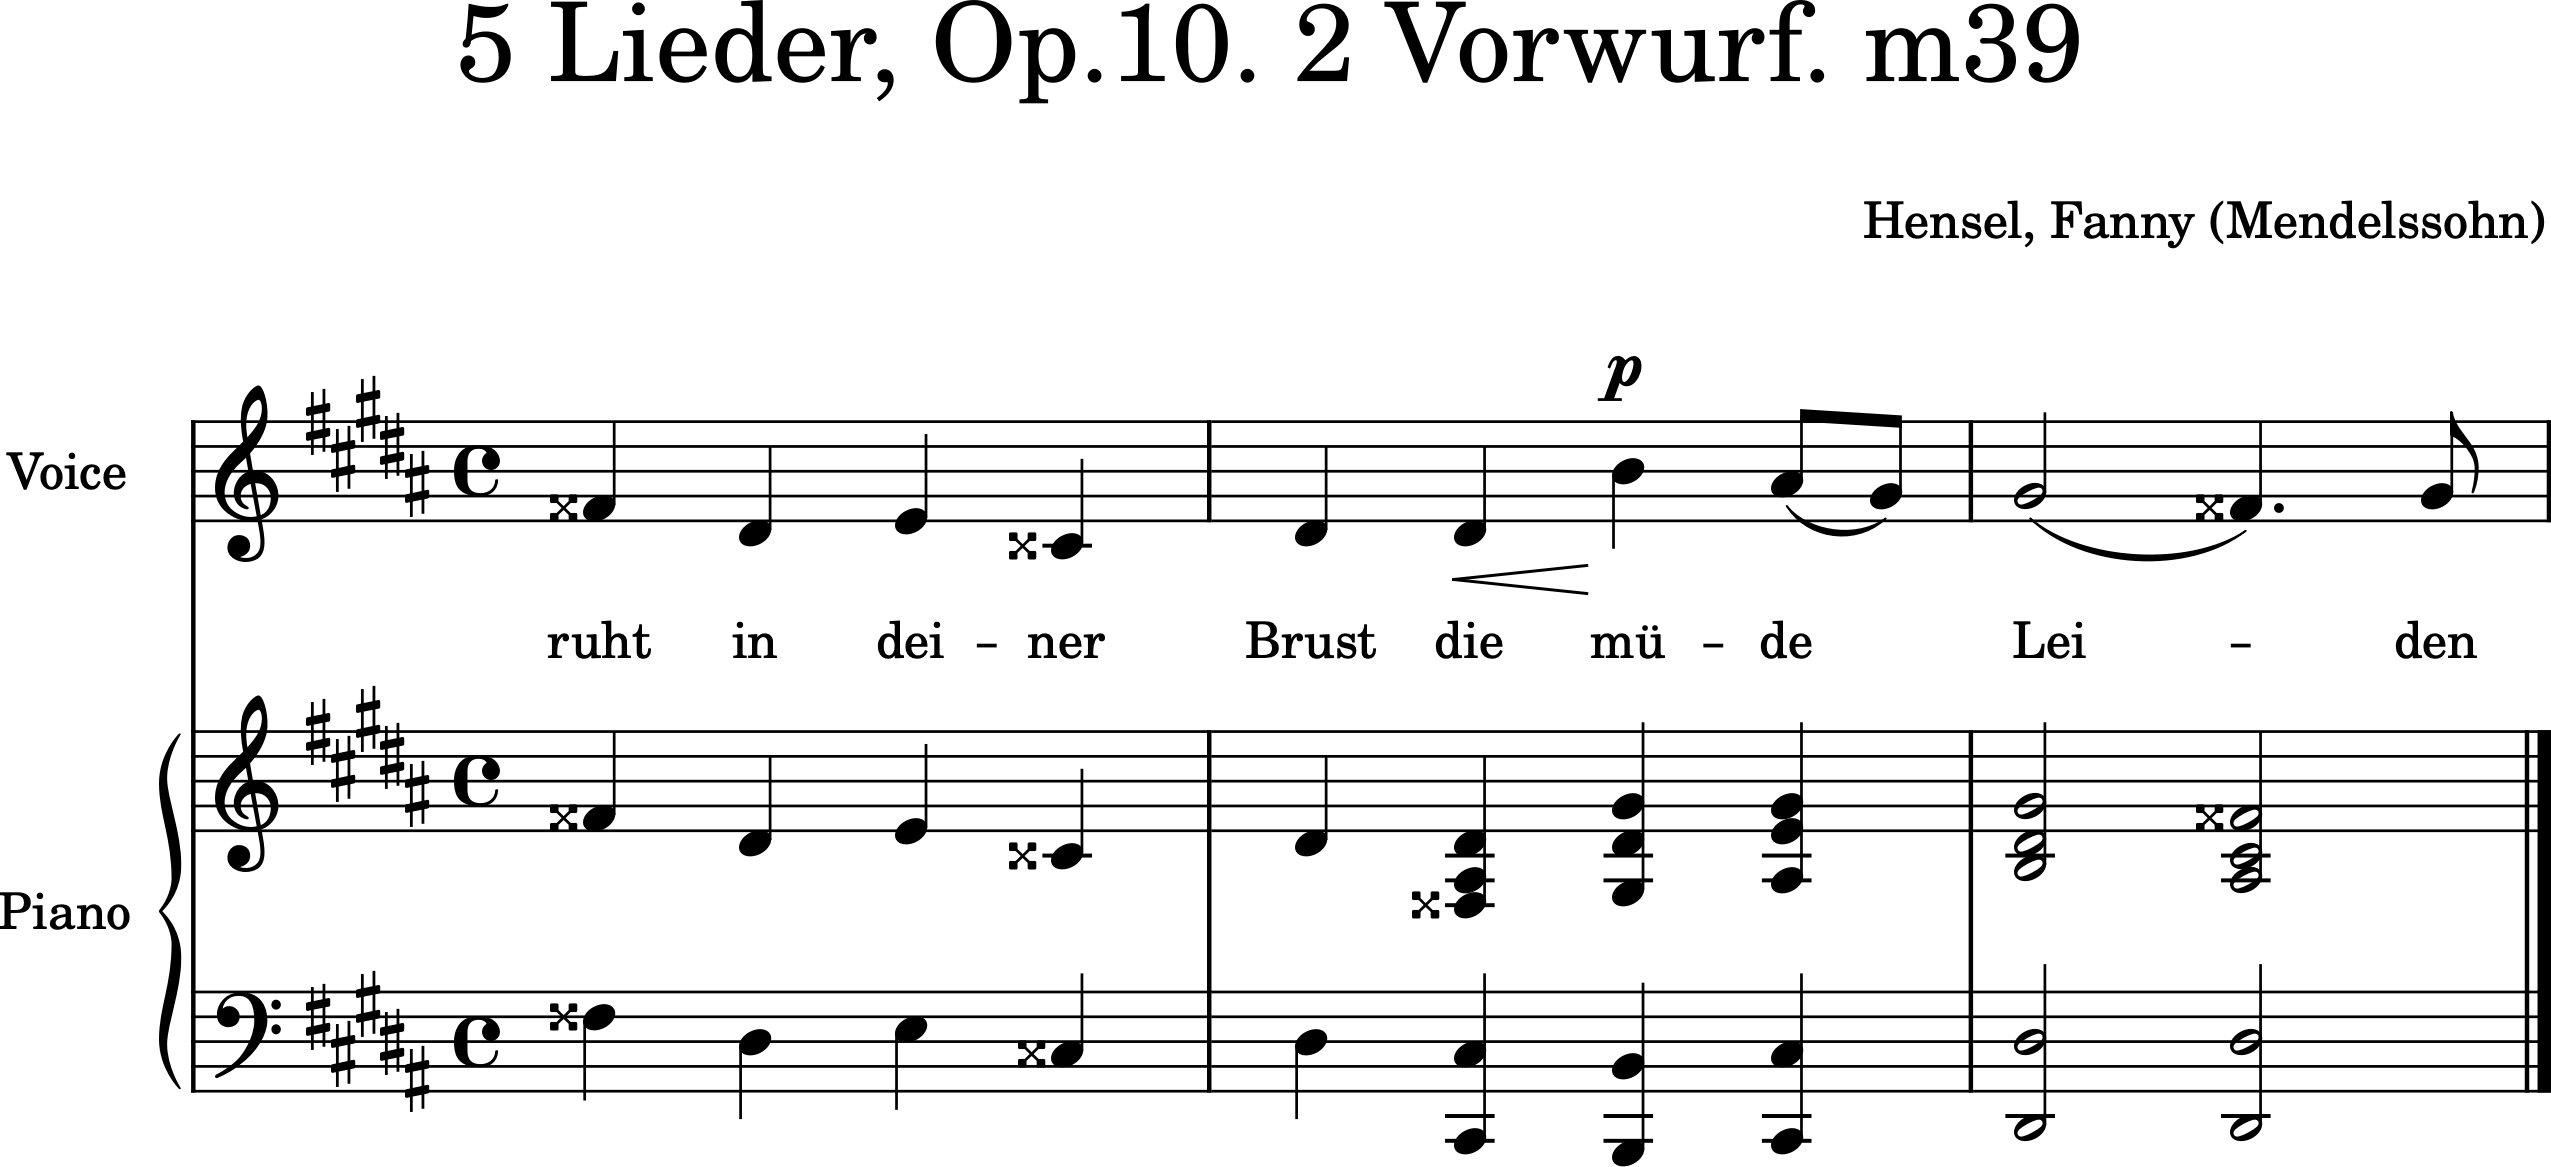 5 Lieder, Op.10. 2 Vorwurf. m39
Hensel, Fanny (Mendelssohn)
p
Voice
ruht in dei – ner Brust die mü – de Lei – den
Piano